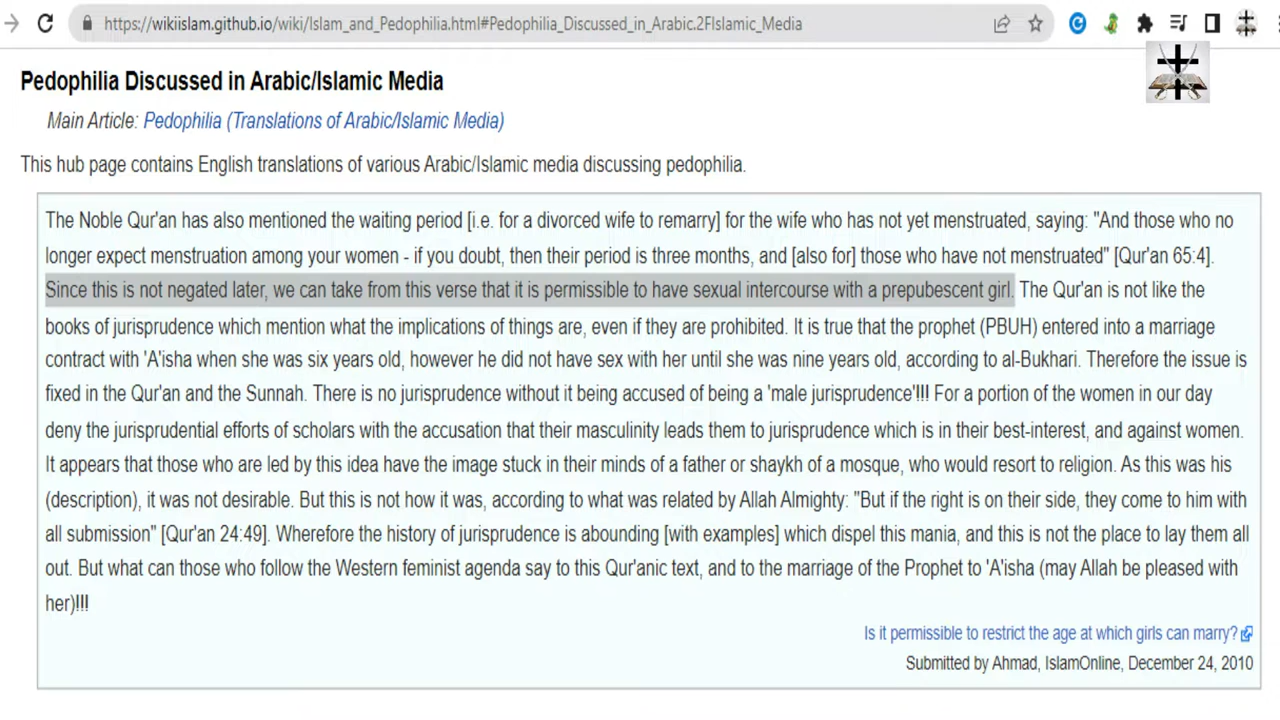 https://wikiislam.github.io/wiki/Islam_and_Pedophilia.html#Pedophilia_Discussed_in_Arabic.2FIslamic_Media
Pedophilia Discussed in Arabic/Islamic Media
Main Article: Pedophilia (Translations of Arabic/Islamic Media)
This hub page contains English translations of various Arabic/Islamic media discussing pedophilia.
The Noble Qur'an has also mentioned the waiting period [i.e. for a divorced wife to remarry] for the wife who has not yet menstruated, saying: "And those who no
longer expect menstruation among your women - if you doubt, then their period is three months, and [also for] those who have not menstruated" [Qur'an 65:4].
Since this is not negated later, we can take from this verse that it is permissible to have sexual intercourse with a prepubescent girl. The Qur'an is not like the
books of jurisprudence which mention what the implications of things are, even if they are prohibited. It is true that the prophet (PBUH) entered into a marriage
contract with 'A'isha when she was six years old, however he did not have sex with her until she was nine years old, according to al-Bukhari. Therefore the issue is
fixed in the Qur'an and the Sunnah. There is no jurisprudence without it being accused of being a 'male jurisprudence'!!! For a portion of the women in our day
deny the jurisprudential efforts of scholars with the accusation that their masculinity leads them to jurisprudence which is in their best-interest, and against women.
It appears that those who are led by this idea have the image stuck in their minds of a father or shaykh of a mosque, who would resort to religion. As this was his
(description), it was not desirable. But this is not how it was, according to what was related by Allah Almighty: "But if the right is on their side, they come to him with
all submission" [Qur'an 24:49]. Wherefore the history of jurisprudence is abounding [with examples] which dispel this mania, and this is not the place to lay them all
out. But what can those who follow the Western feminist agenda say to this Qur'anic text, and to the marriage of the Prophet to 'A'isha (may Allah be pleased with
her)!!!
Is it permissible to restrict the age at which girls can marry?
Submitted by Ahmad, IslamOnline, December 24, 2010